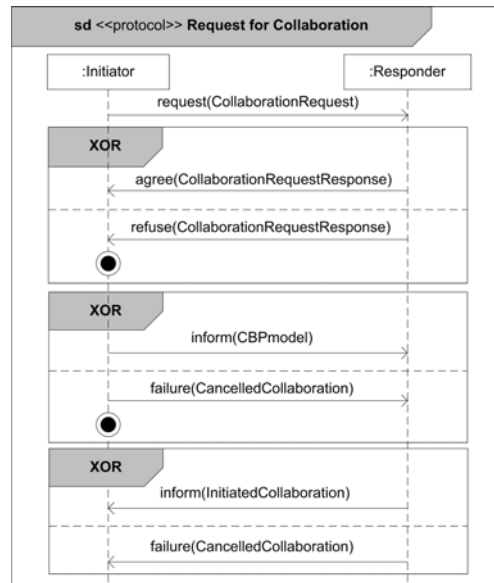 sd <<protocol>> Request for Collaboration
:Initiator
:Responder
request(CollaborationRequest)
XOR
agree(CollaborationRequestResponse)
refuse(CollaborationRequestResponse)
XOR
inform(CBPmodel)
failure(CancelledCollaboration)
XOR
inform(InitiatedCollaboration)
failure(CancelledCollaboration)